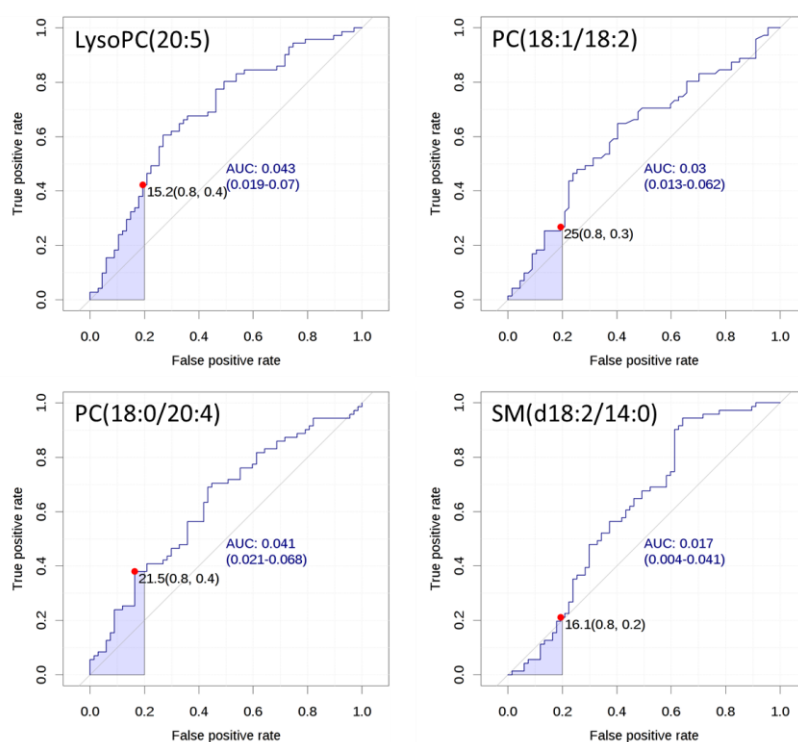 LysoPC(20:5)
True positive rate
0.0 0.2 0.4 0.6 0.8 1.0
AUC: 0.043
(0.019-0.07)
15.2(0.8, 0.4)
0.0 0.2 0.4 0.6 0.8 1.0
False positive rate
PC(18:1/18:2)
True positive rate
0.0 0.2 0.4 0.6 0.8 1.0
AUC: 0.03
(0.013-0.062)
25(0.8, 0.3)
0.0 0.2 0.4 0.6 0.8 1.0
False positive rate
PC(18:0/20:4)
True positive rate
0.0 0.2 0.4 0.6 0.8 1.0
AUC: 0.041
(0.021-0.068)
21.5(0.8, 0.4)
0.0 0.2 0.4 0.6 0.8 1.0
False positive rate
SM(d18:2/14:0)
True positive rate
0.0 0.2 0.4 0.6 0.8 1.0
AUC: 0.017
(0.004-0.041)
16.1(0.8, 0.2)
0.0 0.2 0.4 0.6 0.8 1.0
False positive rate